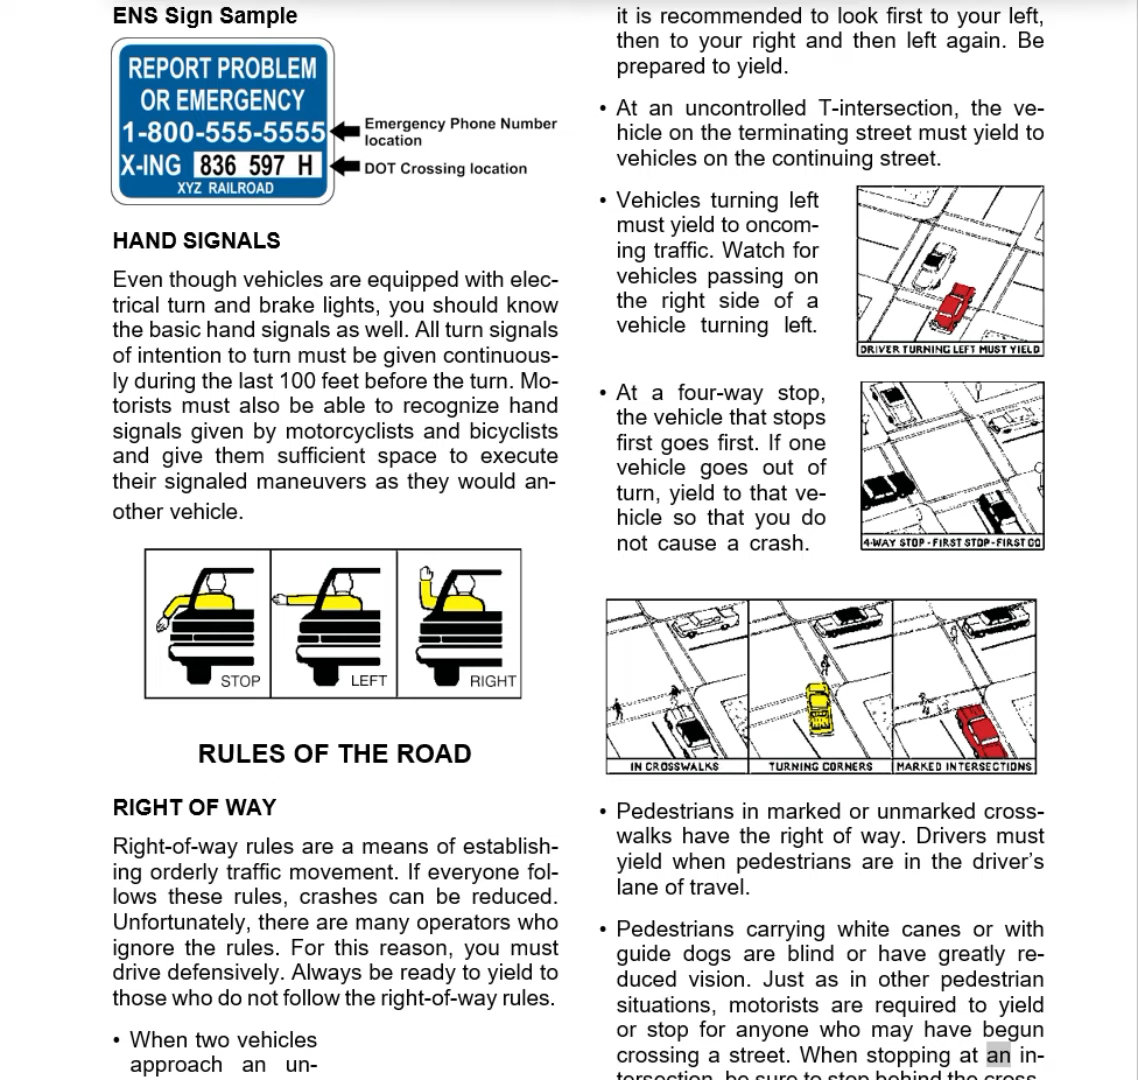 ENS Sign Sample
REPORT PROBLEM
OR EMERGENCY
1-800-555-5555
X-ING 836 597 H
XYZ RAILROAD
Emergency Phone Number
location
DOT Crossing location
HAND SIGNALS
Even though vehicles are equipped with elec-
trical turn and brake lights, you should know
the basic hand signals as well. All turn signals
of intention to turn must be given continuous-
ly during the last 100 feet before the turn. Mo-
torists must also be able to recognize hand
signals given by motorcyclists and bicyclists
and give them sufficient space to execute
their signaled maneuvers as they would an-
other vehicle.
STOP
LEFT
RIGHT
RULES OF THE ROAD
RIGHT OF WAY
Right-of-way rules are a means of establish-
ing orderly traffic movement. If everyone fol-
lows these rules, crashes can be reduced.
Unfortunately, there are many operators who
ignore the rules. For this reason, you must
drive defensively. Always be ready to yield to
those who do not follow the right-of-way rules.
• When two vehicles
approach an un-
it is recommended to look first to your left,
then to your right and then left again. Be
prepared to yield.
• At an uncontrolled T-intersection, the ve-
hicle on the terminating street must yield to
vehicles on the continuing street.
• Vehicles turning left
must yield to oncom-
ing traffic. Watch for
vehicles passing on
the right side of a
vehicle turning left.
DRIVER TURNING LEFT MUST YIELD
• At a four-way stop,
the vehicle that stops
first goes first. If one
vehicle goes out of
turn, yield to that ve-
hicle so that you do
not cause a crash.
4-WAY STOP - FIRST STOP - FIRST GO
IN CROSSWALKS
TURNING CORNERS
MARKED INTERSECTIONS
• Pedestrians in marked or unmarked cross-
walks have the right of way. Drivers must
yield when pedestrians are in the driver's
lane of travel.
• Pedestrians carrying white canes or with
guide dogs are blind or have greatly re-
duced vision. Just as in other pedestrian
situations, motorists are required to yield
or stop for anyone who may have begun
crossing a street. When stopping at an in-
tersection, be sure to stop behind the cross-